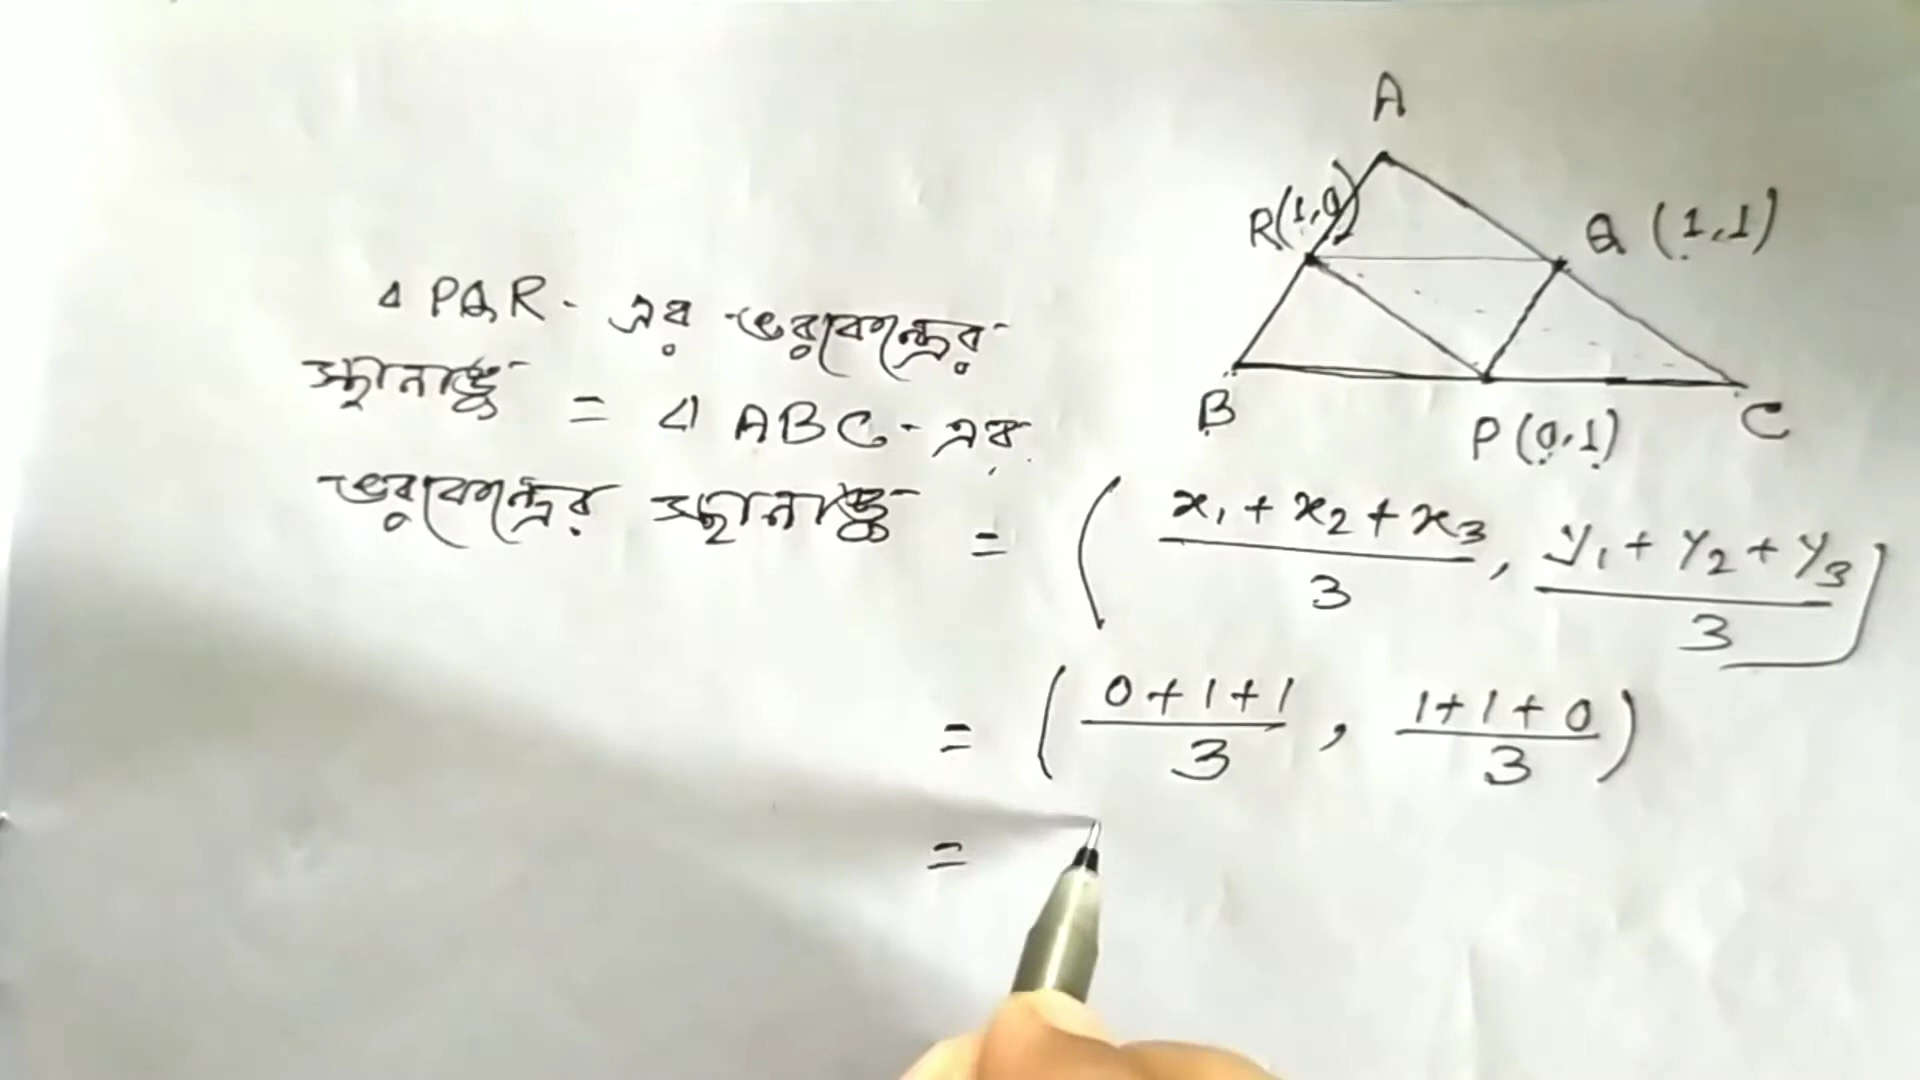 A
R(1,0)
Q (1,1)
B
P(0,1)
C
Δ PQR - এর ভরকেন্দ্রের
স্থানাঙ্ক = Δ ABC - এর
ভরকেন্দ্রের স্থানাঙ্ক = ( x₁ + x₂ + x₃ / 3 , y₁ + y₂ + y₃ / 3 )
= ( 0+1+1 / 3 , 1+1+0 / 3 )
=